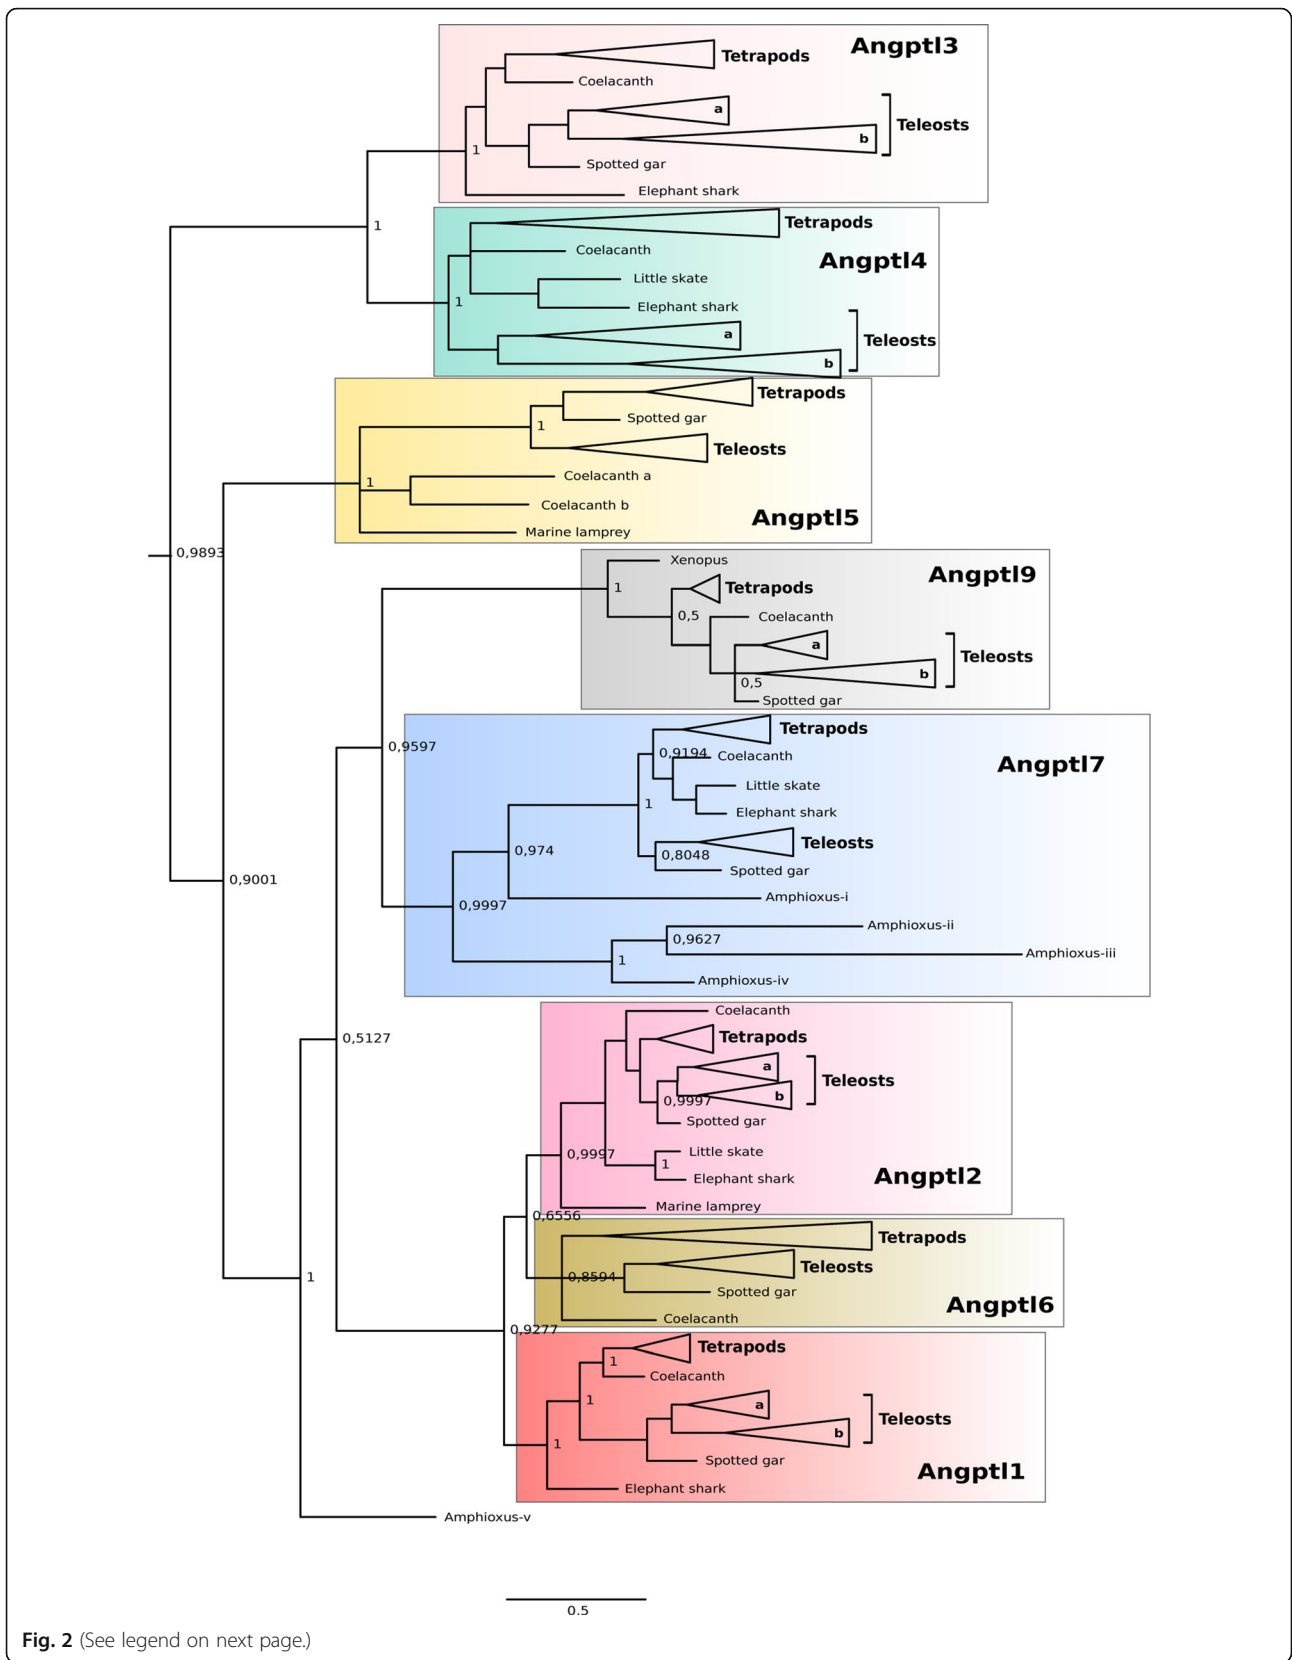 Angptl3
Tetrapods
Coelacanth
a
Teleosts
b
1
Spotted gar
Elephant shark
1
Tetrapods
Coelacanth
Angptl4
Little skate
1
Elephant shark
a
Teleosts
b
Tetrapods
Spotted gar
1
Teleosts
Coelacanth a
1
Coelacanth b
Angptl5
Marine lamprey
0,9893
Xenopus
Angptl9
1
Tetrapods
0,5
Coelacanth
a
Teleosts
b
0,5
Spotted gar
Tetrapods
0,9597
0,9194
Coelacanth
Angptl7
Little skate
1
Elephant shark
Teleosts
0,974
0,8048
Spotted gar
0,9001
Amphioxus-i
0,9997
Amphioxus-ii
0,9627
Amphioxus-iii
1
Amphioxus-iv
Coelacanth
0,5127
Tetrapods
a
Teleosts
b
0,9997
Spotted gar
0,9997
Little skate
1
Elephant shark
Angptl2
Marine lamprey
0,6556
Tetrapods
Teleosts
1
0,8594
Spotted gar
Angptl6
Coelacanth
0,9277
Tetrapods
1
Coelacanth
1
a
Teleosts
b
1
Spotted gar
Angptl1
Elephant shark
Amphioxus-v
0.5
Fig. 2 (See legend on next page.)